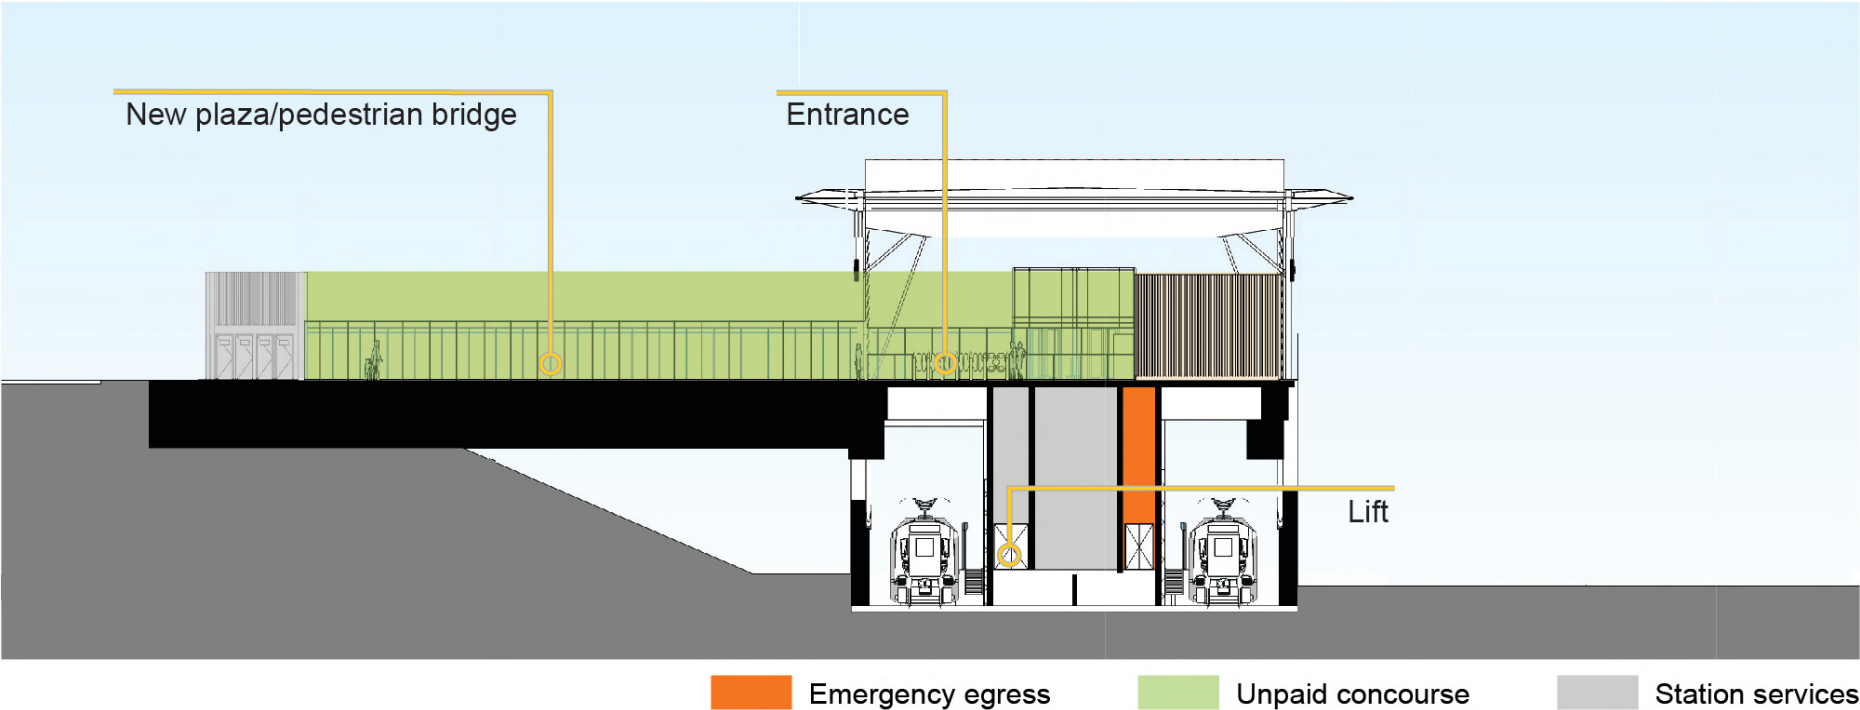 New plaza/pedestrian bridge
Entrance
Lift
Emergency egress
Unpaid concourse
Station services